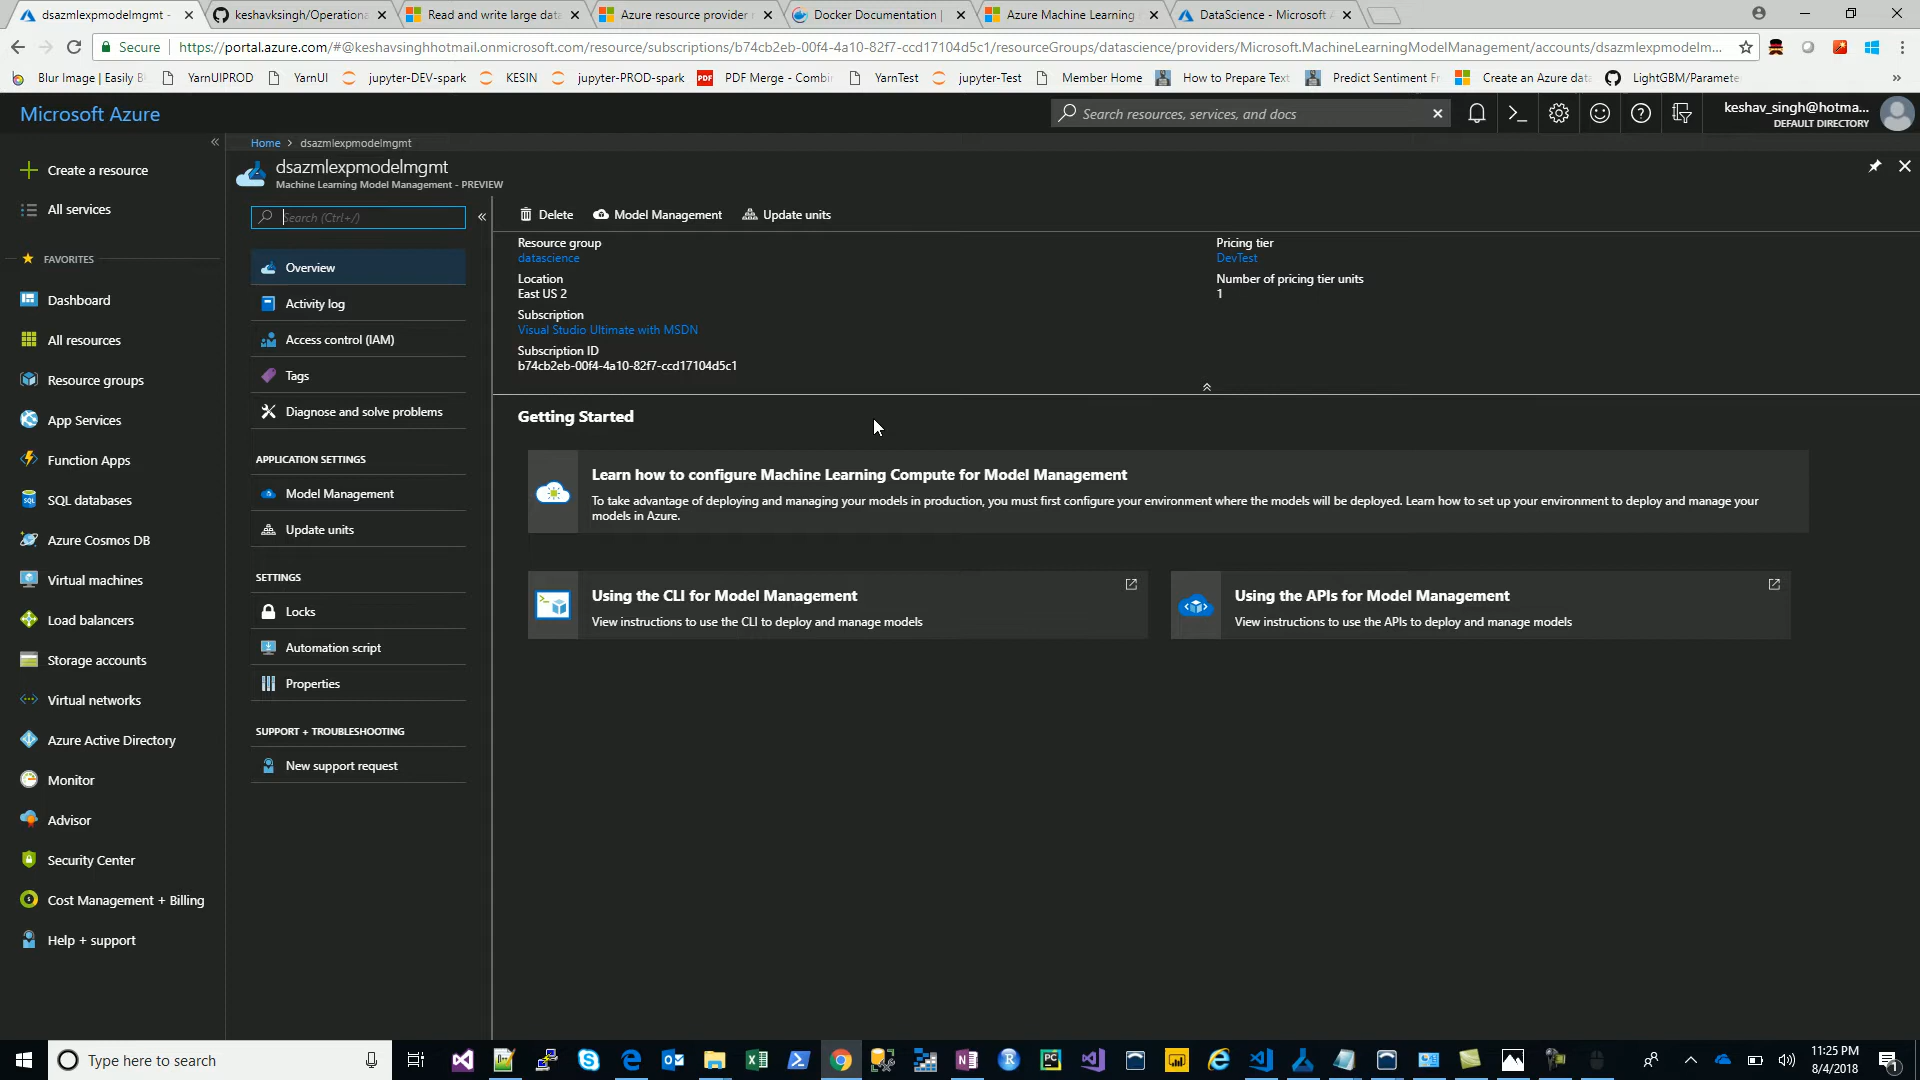 dsazmlexpmodelmgmt -
keshavksingh/Operationa
Read and write large data
Azure resource provider
Docker Documentation |
Azure Machine Learning
DataScience - Microsoft
Secure
https://portal.azure.com/#@keshavsinghhotmail.onmicrosoft.com/resource/subscriptions/b74cb2eb-00f4-4a10-82f7-ccd17104d5c1/resourceGroups/datascience/providers/Microsoft.MachineLearningModelManagement/accounts/dsazmlexpmodelm...
Blur Image | Easily
YarnUIPROD
YarnUI
jupyter-DEV-spark
KESIN
jupyter-PROD-spark
PDF
PDF Merge - Combi
YarnTest
jupyter-Test
Member Home
How to Prepare Text
Predict Sentiment
Create an Azure dat
LightGBM/Paramete
Microsoft Azure
Search resources, services, and docs
keshav_singh@hotma...
DEFAULT DIRECTORY
Create a resource
All services
FAVORITES
Dashboard
All resources
Resource groups
App Services
Function Apps
SQL databases
Azure Cosmos DB
Virtual machines
Load balancers
Storage accounts
Virtual networks
Azure Active Directory
Monitor
Advisor
Security Center
Cost Management + Billing
Help + support
Home > dsazmlexpmodelmgmt
dsazmlexpmodelmgmt
Machine Learning Model Management - PREVIEW
Search (Ctrl+/)
Overview
Activity log
Access control (IAM)
Tags
Diagnose and solve problems
APPLICATION SETTINGS
Model Management
Update units
SETTINGS
Locks
Automation script
Properties
SUPPORT + TROUBLESHOOTING
New support request
Delete
Model Management
Update units
Resource group
datascience
Location
East US 2
Subscription
Visual Studio Ultimate with MSDN
Subscription ID
b74cb2eb-00f4-4a10-82f7-ccd17104d5c1
Pricing tier
DevTest
Number of pricing tier units
1
Getting Started
Learn how to configure Machine Learning Compute for Model Management
To take advantage of deploying and managing your models in production, you must first configure your environment where the models will be deployed. Learn how to set up your environment to deploy and manage your
models in Azure.
Using the CLI for Model Management
View instructions to use the CLI to deploy and manage models
Using the APIs for Model Management
View instructions to use the APIs to deploy and manage models
Type here to search
11:25 PM
8/4/2018